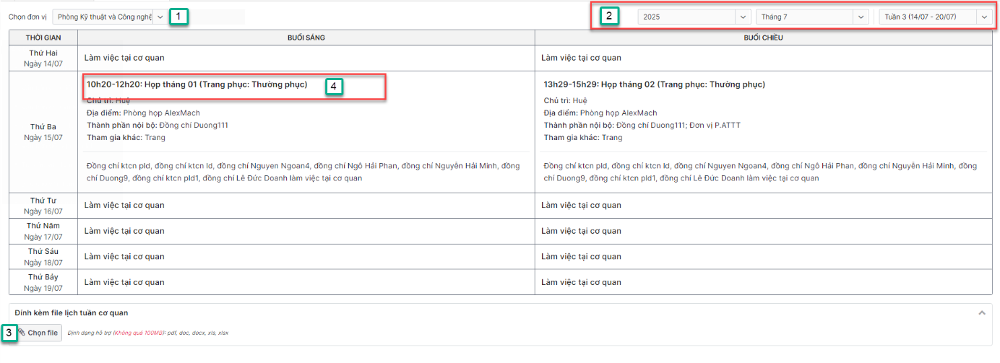 Chọn đơn vị Phòng Kỹ thuật và Công nghệ 1 2 2025 Tháng 7 Tuần 3 (14/07 - 20/07)
THỜI GIAN BUỔI SÁNG BUỔI CHIỀU
Thứ Hai
Ngày 14/07
Làm việc tại cơ quan
Làm việc tại cơ quan
Thứ Ba
Ngày 15/07
10h20-12h20: Họp tháng 01 (Trang phục: Thường phục) 4
Chủ trì: Huệ
Địa điểm: Phòng họp AlexMach
Thành phần nội bộ: Đồng chí Duong111
Tham gia khác: Trang
Đồng chí ktcn pld, đồng chí ktcn ld, đồng chí Nguyen Ngoan4, đồng chí Ngô Hải Phan, đồng chí Nguyễn Hải Minh, đồng
chí Duong9, đồng chí ktcn pld1, đồng chí Lê Đức Doanh làm việc tại cơ quan
13h29-15h29: Họp tháng 02 (Trang phục: Thường phục)
Chủ trì: Huệ
Địa điểm: Phòng họp AlexMach
Thành phần nội bộ: Đồng chí Duong111; Đơn vị P.ATTT
Tham gia khác: Trang
Đồng chí ktcn pld, đồng chí ktcn ld, đồng chí Nguyen Ngoan4, đồng chí Ngô Hải Phan, đồng chí Nguyễn Hải Minh, đồng
chí Duong9, đồng chí ktcn pld1, đồng chí Lê Đức Doanh làm việc tại cơ quan
Thứ Tư
Ngày 16/07
Làm việc tại cơ quan
Làm việc tại cơ quan
Thứ Năm
Ngày 17/07
Làm việc tại cơ quan
Làm việc tại cơ quan
Thứ Sáu
Ngày 18/07
Làm việc tại cơ quan
Làm việc tại cơ quan
Thứ Bảy
Ngày 19/07
Làm việc tại cơ quan
Làm việc tại cơ quan
Đính kèm file lịch tuần cơ quan
3 Chọn file Định dạng hỗ trợ (Không quá 100MB): pdf, doc, docx, xls, xlsx